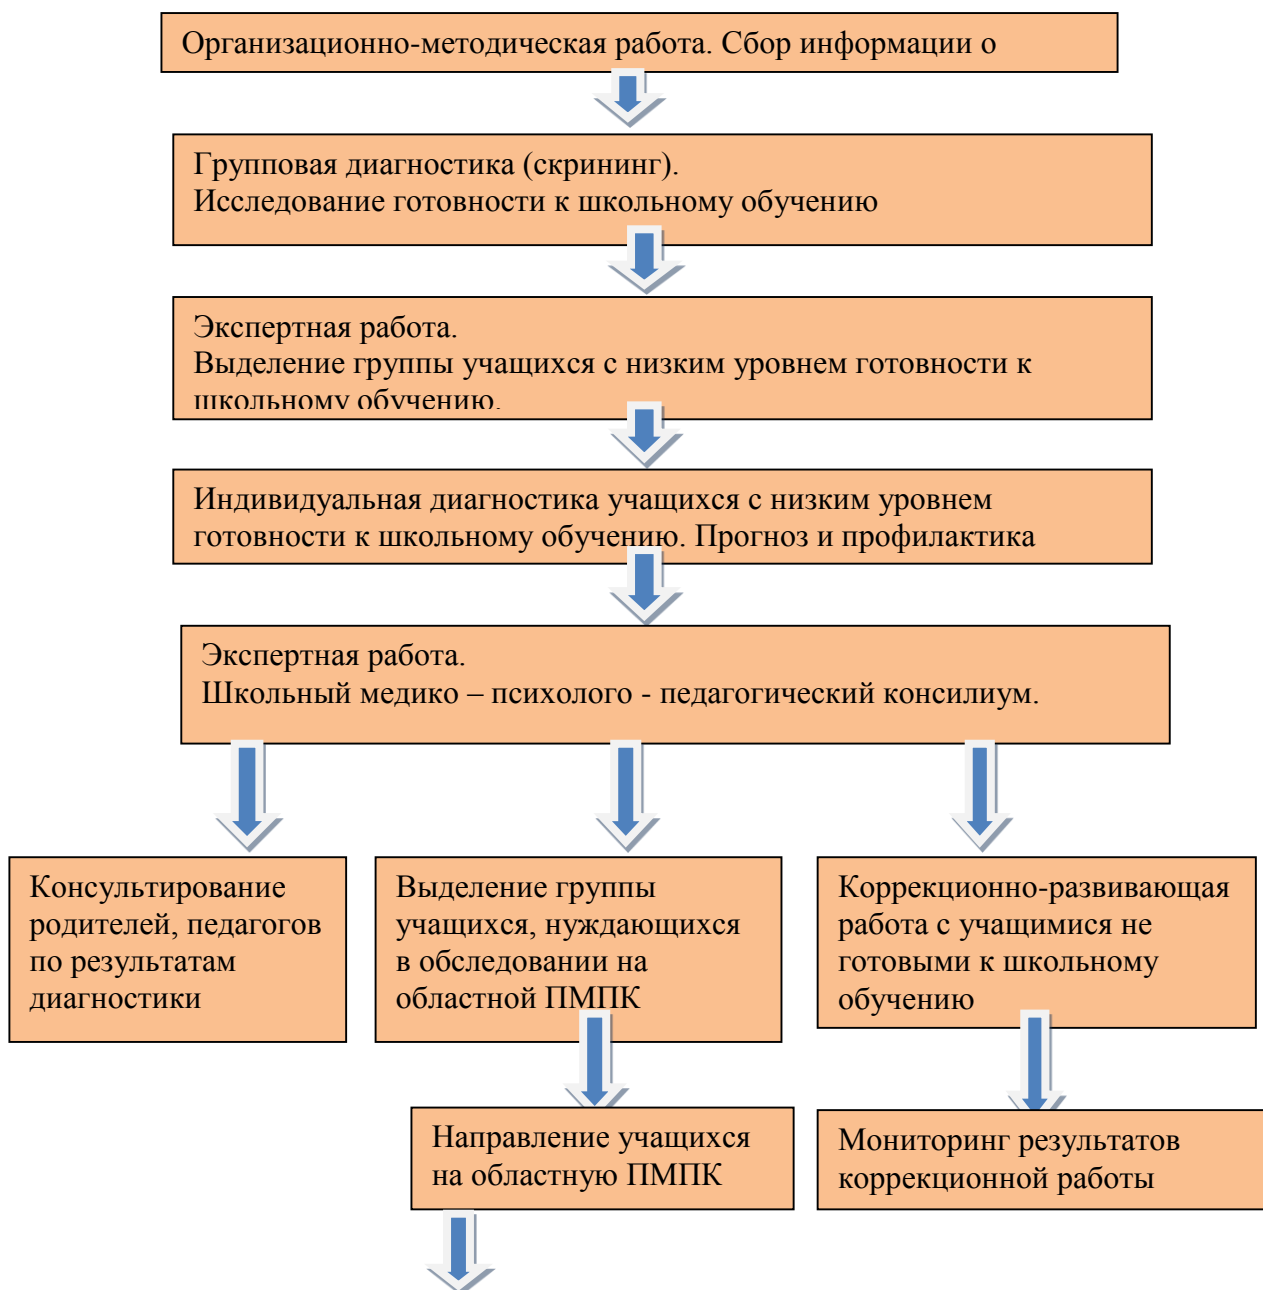 Организационно-методическая работа. Сбор информации о
Групповая диагностика (скрининг).
Исследование готовности к школьному обучению
Экспертная работа.
Выделение группы учащихся с низким уровнем готовности к
школьному обучению.
Индивидуальная диагностика учащихся с низким уровнем
готовности к школьному обучению. Прогноз и профилактика
Экспертная работа.
Школьный медико – психолого - педагогический консилиум.
Консультирование
родителей, педагогов
по результатам
диагностики
Выделение группы
учащихся, нуждающихся
в обследовании на
областной ПМПК
Коррекционно-развивающая
работа с учащимися не
готовыми к школьному
обучению
Направление учащихся
на областную ПМПК
Мониторинг результатов
коррекционной работы